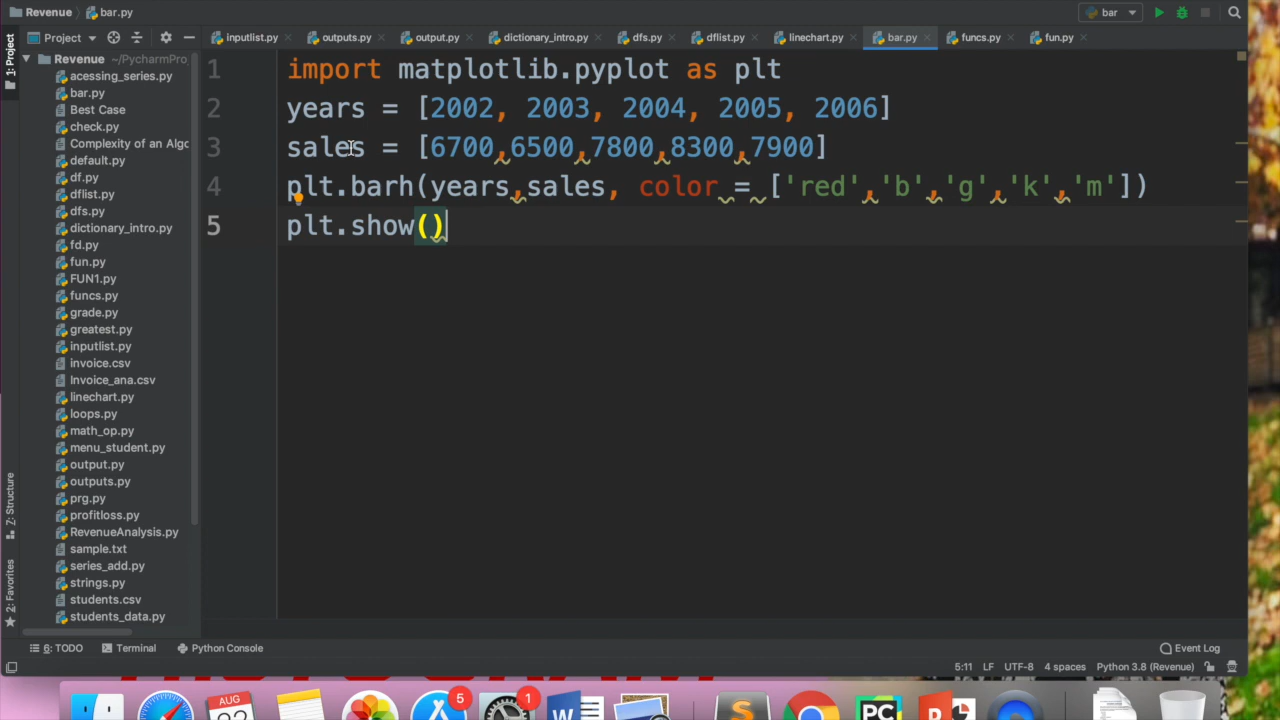 Revenue bar.py
bar
Project
inputlist.py outputs.py output.py dictionary_intro.py dfs.py dflist.py linechart.py bar.py funcs.py fun.py
1: Project
Revenue ~/PycharmPro
acessing_series.py
bar.py
Best Case
check.py
Complexity of an Algo
default.py
df.py
dflist.py
dfs.py
dictionary_intro.py
fd.py
fun.py
FUN1.py
funcs.py
grade.py
greatest.py
inputlist.py
invoice.csv
Invoice_ana.csv
linechart.py
loops.py
math_op.py
menu_student.py
output.py
outputs.py
prg.py
profitloss.py
RevenueAnalysis.py
sample.txt
series_add.py
strings.py
students.csv
students_data.py
1 import matplotlib.pyplot as plt
2 years = [2002, 2003, 2004, 2005, 2006]
3 sales = [6700,6500,7800,8300,7900]
4 plt.barh(years,sales, color = ['red','b','g','k','m'])
5 plt.show()
Z: Structure
2: Favorites
6: TODO Terminal Python Console Event Log
5:11 LF UTF-8 4 spaces Python 3.8 (Revenue)
AUG
5
1
W
S
PC
P